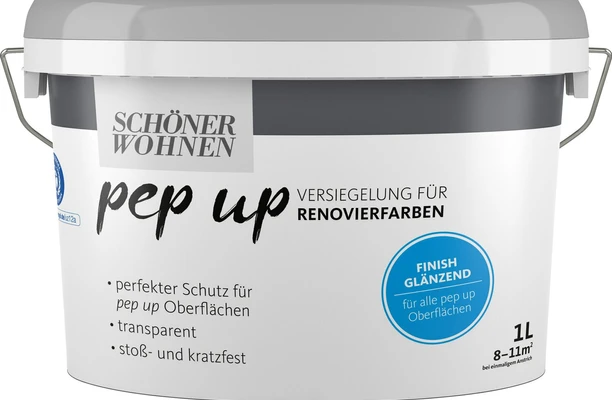 SCHÖNER
WOHNEN
pep up
VERSIEGELUNG FÜR
RENOVIERFARBEN
• perfekter Schutz für
pep up Oberflächen
• transparent
• stoß- und kratzfest
FINISH
GLÄNZEND
für alle pep up
Oberflächen
1L
8–11m²
bei einmaligem Anstrich